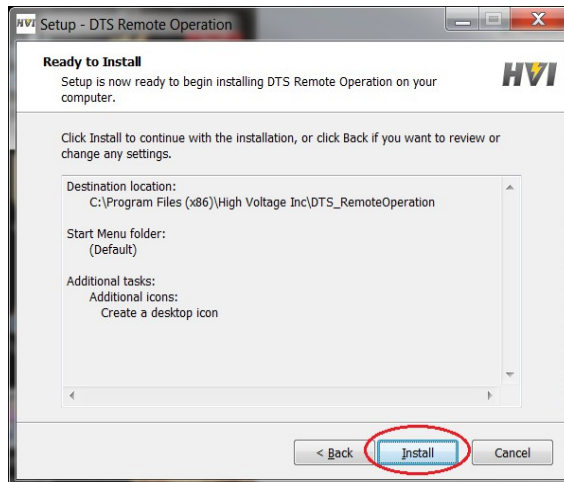 HVI Setup - DTS Remote Operation
Ready to Install
Setup is now ready to begin installing DTS Remote Operation on your
computer.
HVI
Click Install to continue with the installation, or click Back if you want to review or
change any settings.
Destination location:
C:\Program Files (x86)\High Voltage Inc\DTS_RemoteOperation
Start Menu folder:
(Default)
Additional tasks:
Additional icons:
Create a desktop icon
< Back Install Cancel